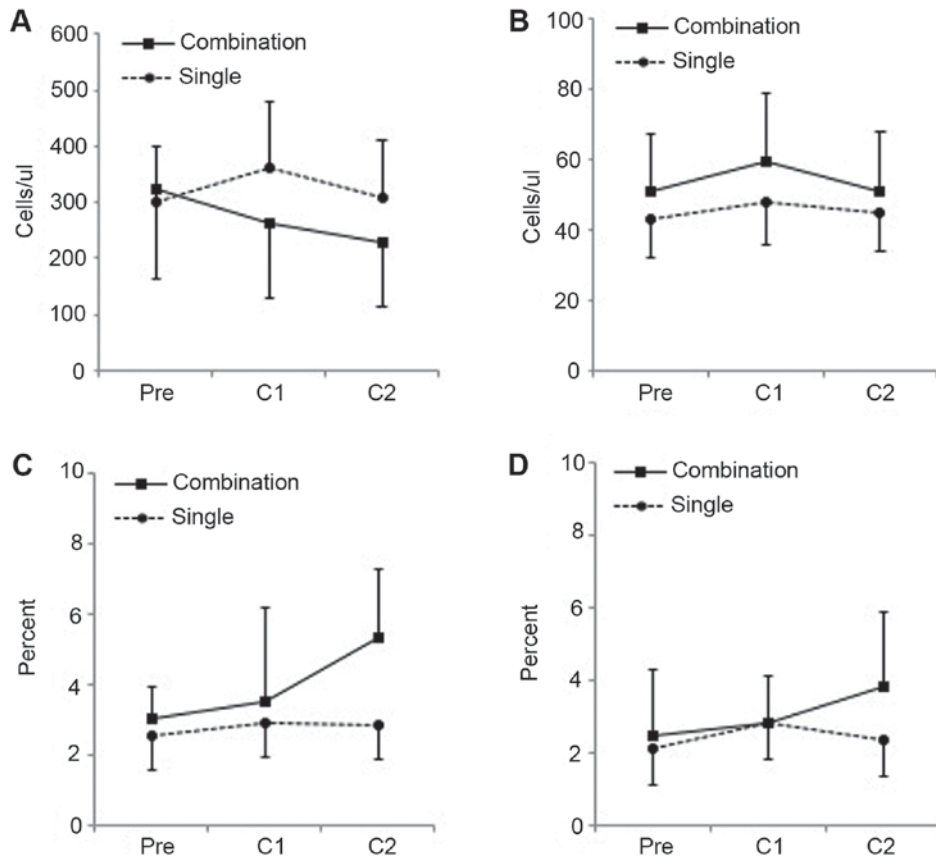 A
600
500
400
300
200
100
0
Cells/ul
Combination
Single
Pre C1 C2
B
100
80
60
40
20
0
Cells/ul
Combination
Single
Pre C1 C2
C
10
8
6
4
2
0
Percent
Combination
Single
Pre C1 C2
D
10
8
6
4
2
0
Percent
Combination
Single
Pre C1 C2